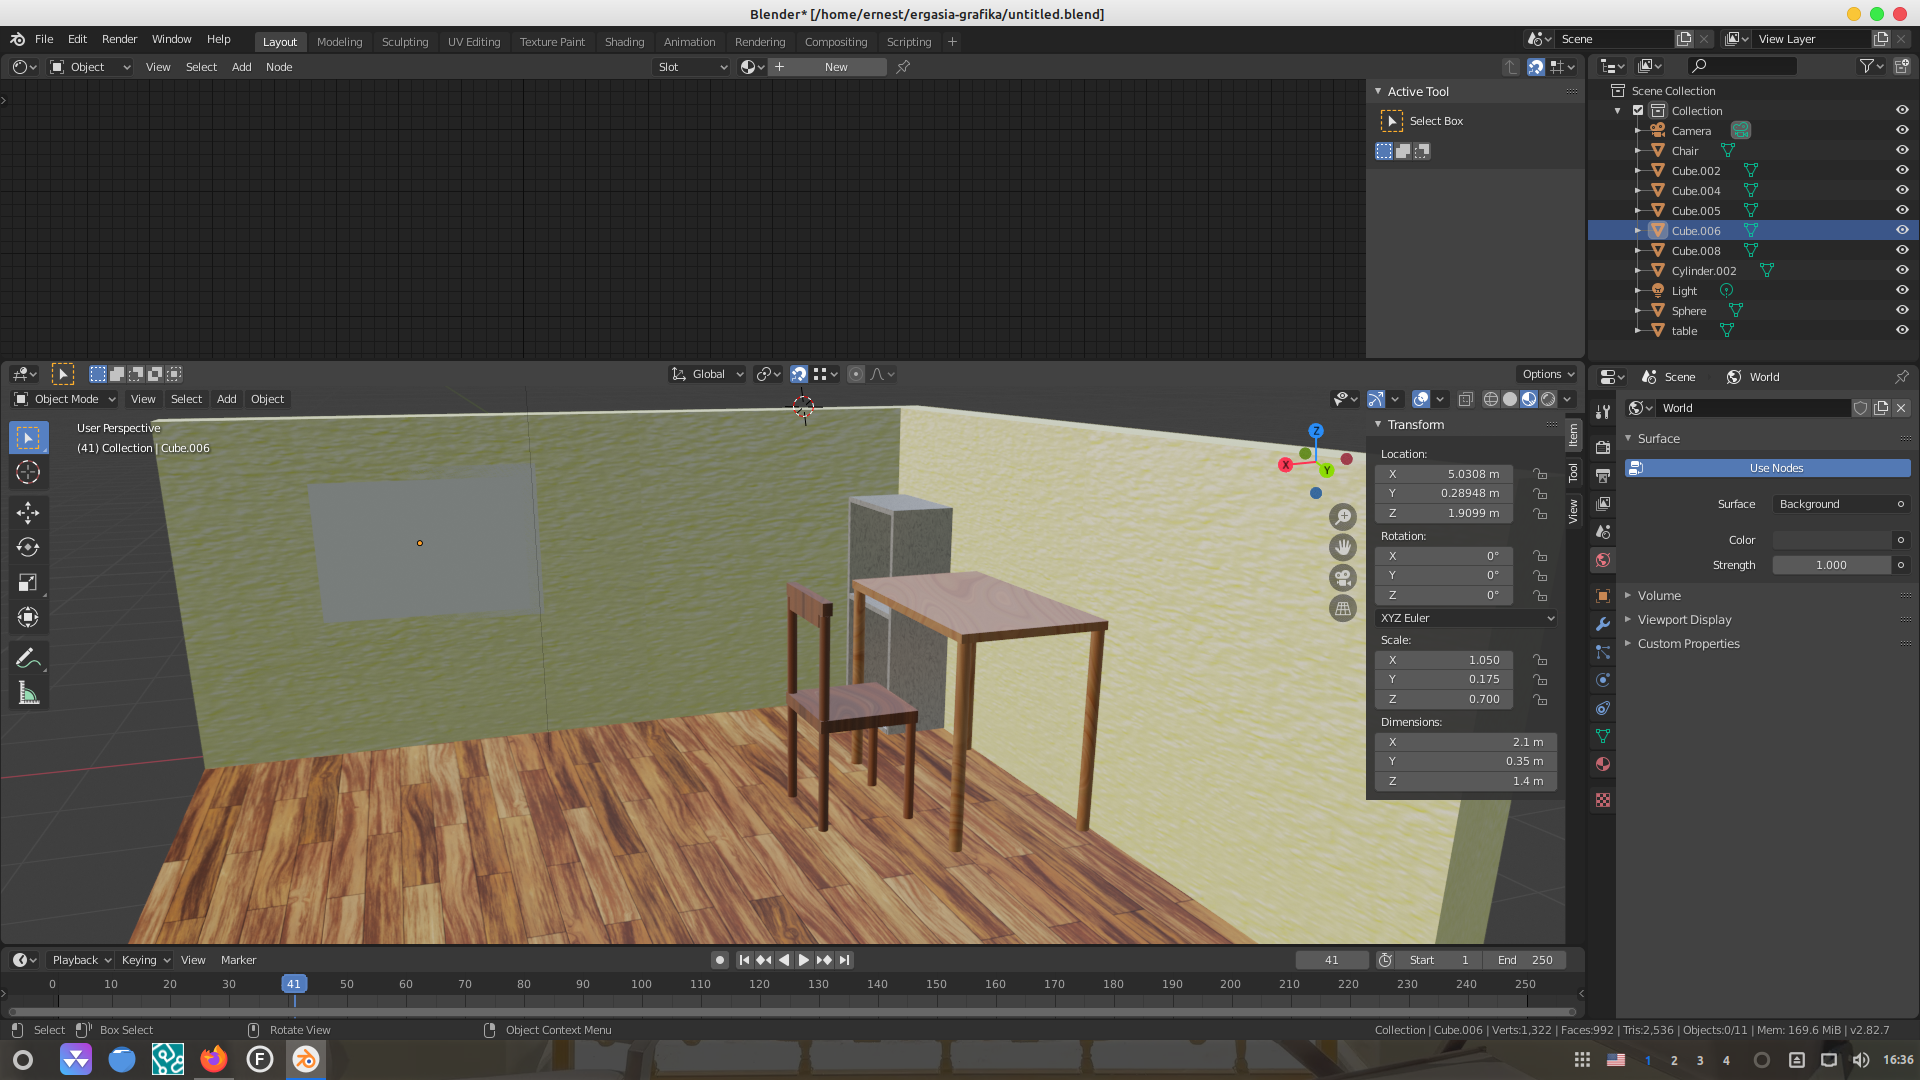 Blender* [/home/ernest/ergasia-grafika/untitled.blend]
File Edit Render Window Help Layout Modeling Sculpting UV Editing Texture Paint Shading Animation Rendering Compositing Scripting + Scene View Layer
Object View Select Add Node Slot New
Active Tool
Select Box
Scene Collection
Collection
Camera
Chair
Cube.002
Cube.004
Cube.005
Cube.006
Cube.008
Cylinder.002
Light
Sphere
table
Global Options
Object Mode View Select Add Object
User Perspective
(41) Collection | Cube.006
Z
X
Y
Transform
Location:
X 5.0308 m
Y 0.28948 m
Z 1.9099 m
Rotation:
X 0°
Y 0°
Z 0°
XYZ Euler
Scale:
X 1.050
Y 0.175
Z 0.700
Dimensions:
X 2.1 m
Y 0.35 m
Z 1.4 m
Item
Tool
View
Scene World
World
Surface
Use Nodes
Surface Background
Color
Strength 1.000
Volume
Viewport Display
Custom Properties
Playback Keying View Marker 41 Start 1 End 250
0 10 20 30 41 50 60 70 80 90 100 110 120 130 140 150 160 170 180 190 200 210 220 230 240 250
Select Box Select Rotate View Object Context Menu Collection | Cube.006 | Verts:1,322 | Faces:992 | Tris:2,536 | Objects:0/11 | Mem: 169.6 MiB | v2.82.7
F 1 2 3 4 16:36